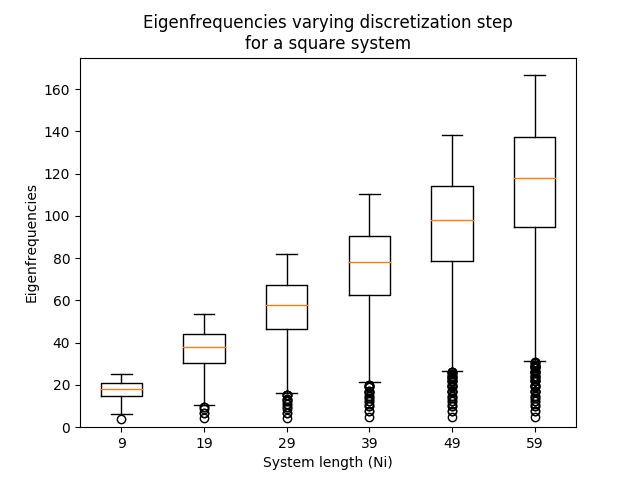 Eigenfrequencies varying discretization step
for a square system
160
140
120
100
80
60
40
20
0
Eigenfrequencies
9 19 29 39 49 59
System length (Ni)